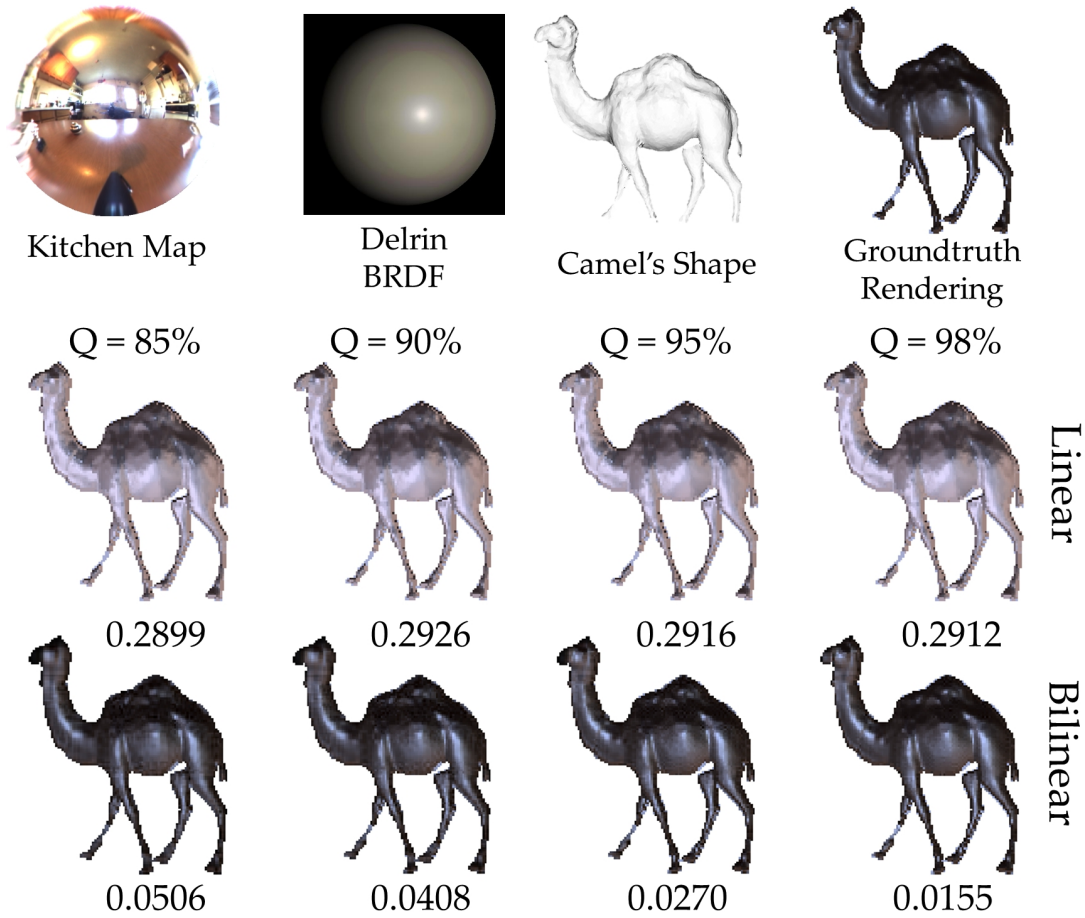 Kitchen Map
Delrin
BRDF
Camel's Shape
Groundtruth
Rendering
Q = 85%
Q = 90%
Q = 95%
Q = 98%
Linear
0.2899
0.2926
0.2916
0.2912
Bilinear
0.0506
0.0408
0.0270
0.0155